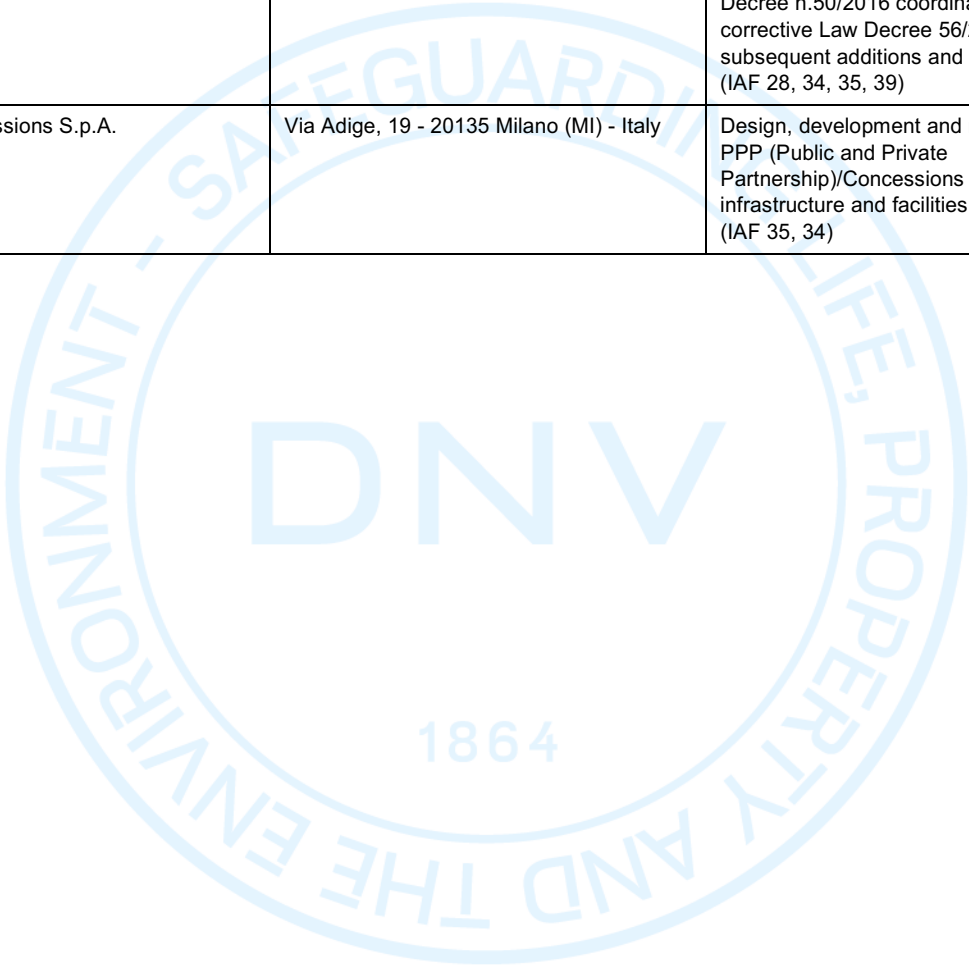 Decree n.50/2016 coordina
corrective Law Decree 56/
subsequent additions and
(IAF 28, 34, 35, 39)
ssions S.p.A.
Via Adige, 19 - 20135 Milano (MI) - Italy
Design, development and
PPP (Public and Private
Partnership)/Concessions
infrastructure and facilities
(IAF 35, 34)
SAFEGUARDING LIFE, PROPERTY AND THE ENVIRONMENT -
DNV
1864